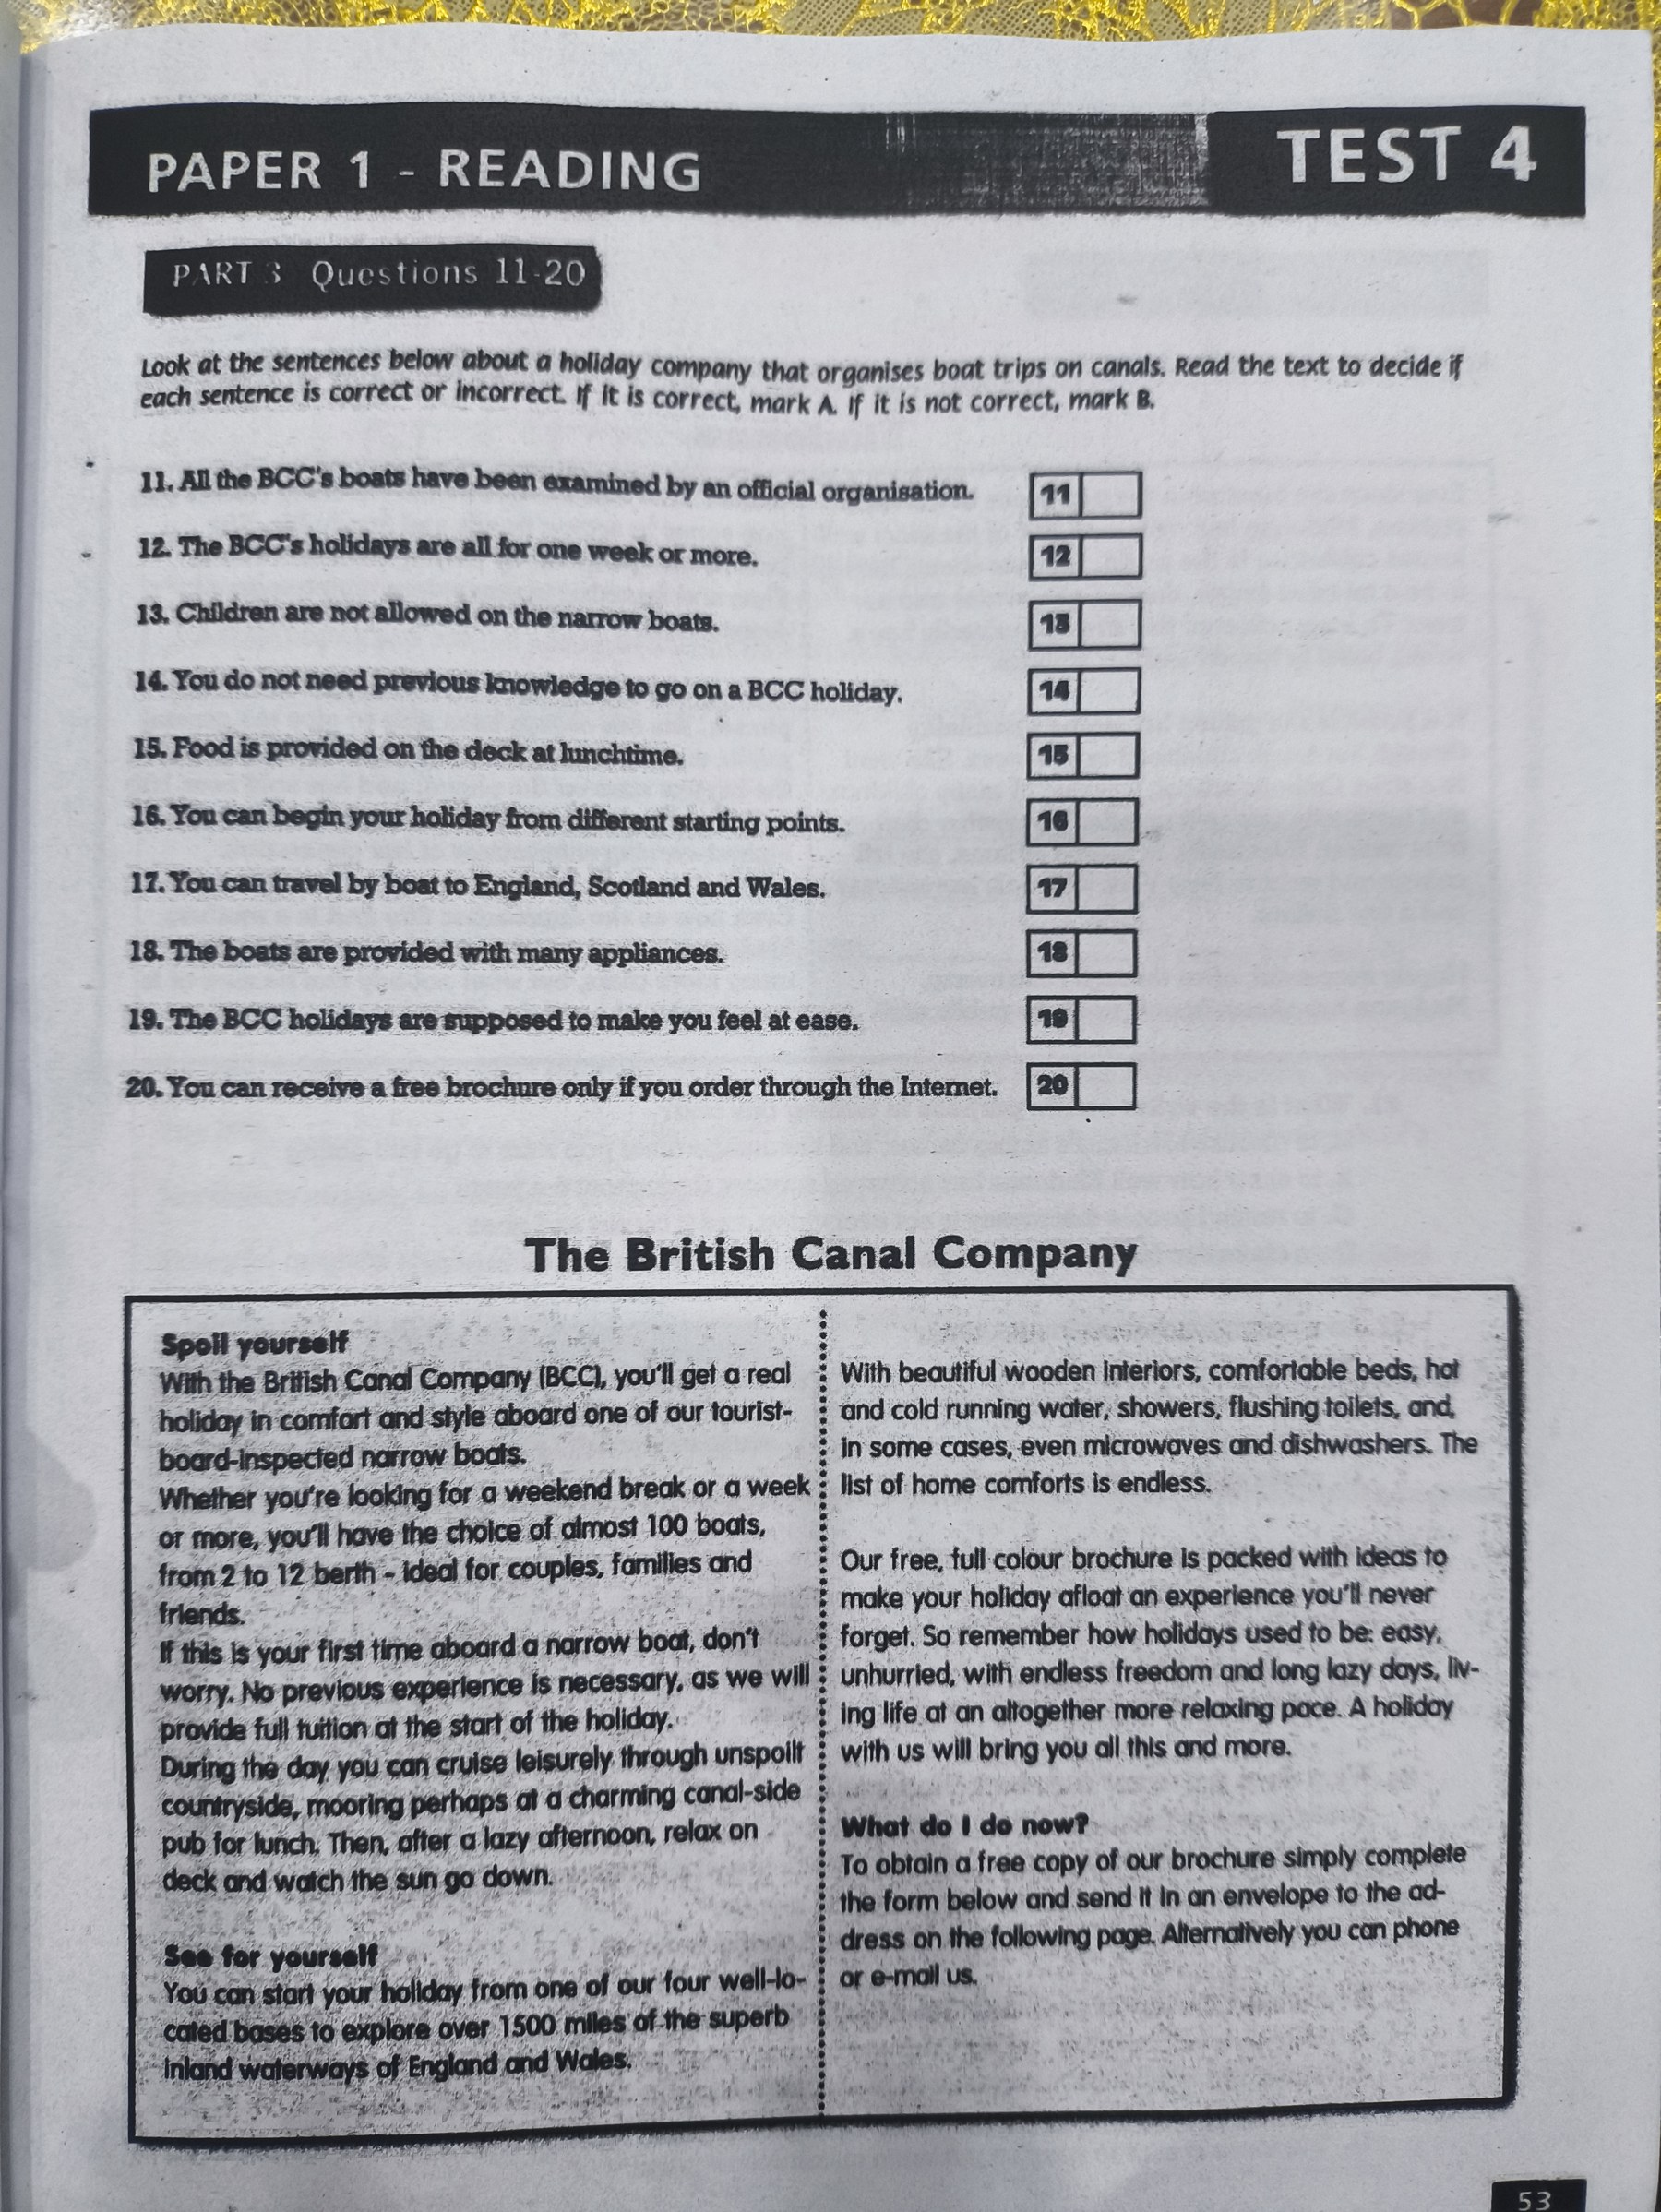 PAPER 1 - READING
TEST 4
PART 3 Questions 11-20
Look at the sentences below about a holiday company that organises boat trips on canals. Read the text to decide if
each sentence is correct or incorrect. If it is correct, mark A. If it is not correct, mark B.
11. All the BCC's boats have been examined by an official organisation.
11
12. The BCC's holidays are all for one week or more.
12
13. Children are not allowed on the narrow boats.
13
14. You do not need previous knowledge to go on a BCC holiday.
14
15. Food is provided on the deck at lunchtime.
15
16. You can begin your holiday from different starting points.
16
17. You can travel by boat to England, Scotland and Wales.
17
18. The boats are provided with many appliances.
18
19. The BCC holidays are supposed to make you feel at ease.
19
20. You can receive a free brochure only if you order through the Internet.
20
The British Canal Company
Spoil yourself
With the British Canal Company (BCC), you'll get a real
holiday in comfort and style aboard one of our tourist-
board-inspected narrow boats.
Whether you're looking for a weekend break or a week
or more, you'll have the choice of almost 100 boats,
from 2 to 12 berth - ideal for couples, families and
friends.
If this is your first time aboard a narrow boat, don't
worry. No previous experience is necessary, as we will
provide full tuition at the start of the holiday.
During the day you can cruise leisurely through unspoilt
countryside, mooring perhaps at a charming canal-side
pub for lunch. Then, after a lazy afternoon, relax on
deck and watch the sun go down.
See for yourself
You can start your holiday from one of our four well-lo-
cated bases to explore over 1500 miles of the superb
inland waterways of England and Wales.
With beautiful wooden interiors, comfortable beds, hot
and cold running water, showers, flushing toilets, and,
in some cases, even microwaves and dishwashers. The
list of home comforts is endless.
Our free, full colour brochure is packed with ideas to
make your holiday afloat an experience you'll never
forget. So remember how holidays used to be: easy,
unhurried, with endless freedom and long lazy days, liv-
ing life at an altogether more relaxing pace. A holiday
with us will bring you all this and more.
What do I do now?
To obtain a free copy of our brochure simply complete
the form below and send it in an envelope to the ad-
dress on the following page. Alternatively you can phone
or e-mail us.
53